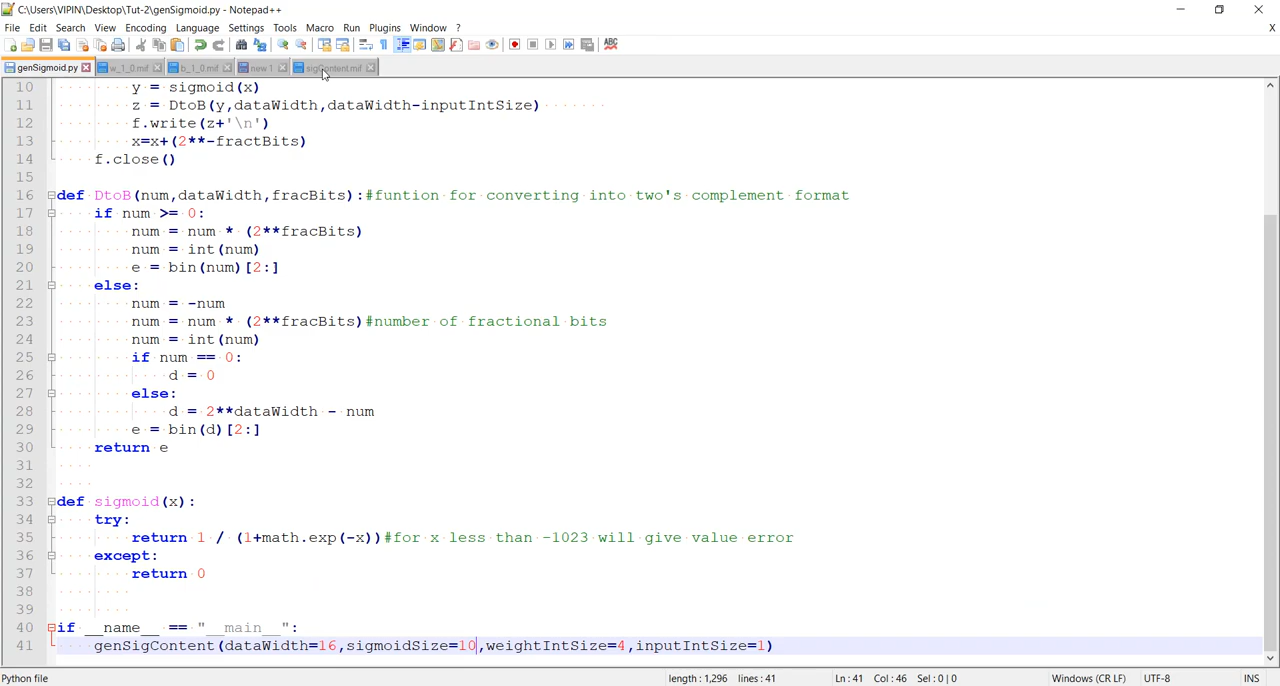 C:\Users\VIPIN\Desktop\Tut-2\genSigmoid.py - Notepad++
File Edit Search View Encoding Language Settings Tools Macro Run Plugins Window ? X
genSigmoid.py w_1_0.mif b_1_0.mif new 1 sigContent.mif
10 y = sigmoid(x)
11 z = DtoB(y,dataWidth,dataWidth-inputIntSize)
12 f.write(z+'\n')
13 x=x+(2**-fractBits)
14 f.close()
15
16 def DtoB(num,dataWidth,fracBits):#funtion for converting into two's complement format
17 if num >= 0:
18 num = num * (2**fracBits)
19 num = int(num)
20 e = bin(num)[2:]
21 else:
22 num = -num
23 num = num * (2**fracBits)#number of fractional bits
24 num = int(num)
25 if num == 0:
26 d = 0
27 else:
28 d = 2**dataWidth - num
29 e = bin(d)[2:]
30 return e
31
32
33 def sigmoid(x):
34 try:
35 return 1 / (1+math.exp(-x))#for x less than -1023 will give value error
36 except:
37 return 0
38
39
40 if __name__ == "__main__":
41 genSigContent(dataWidth=16,sigmoidSize=10,weightIntSize=4,inputIntSize=1)
Python file length : 1,296 lines : 41 Ln : 41 Col : 46 Sel : 0 | 0 Windows (CR LF) UTF-8 INS